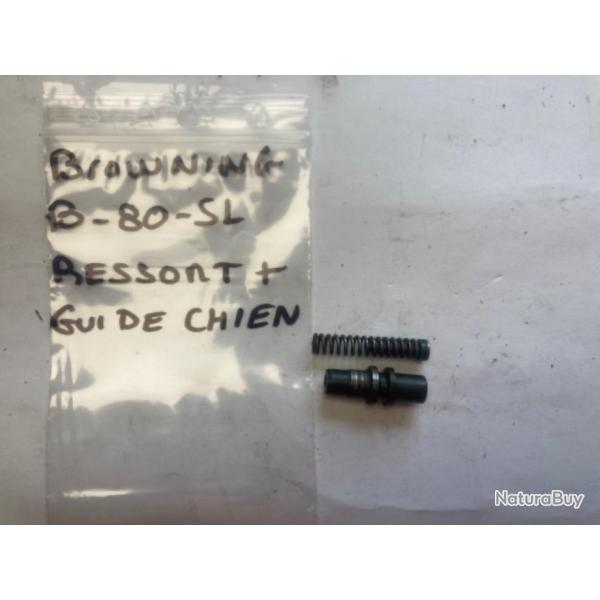 BROWNING
B-80-SL
RESSORT +
GUIDE CHIEN
NaturaBuy